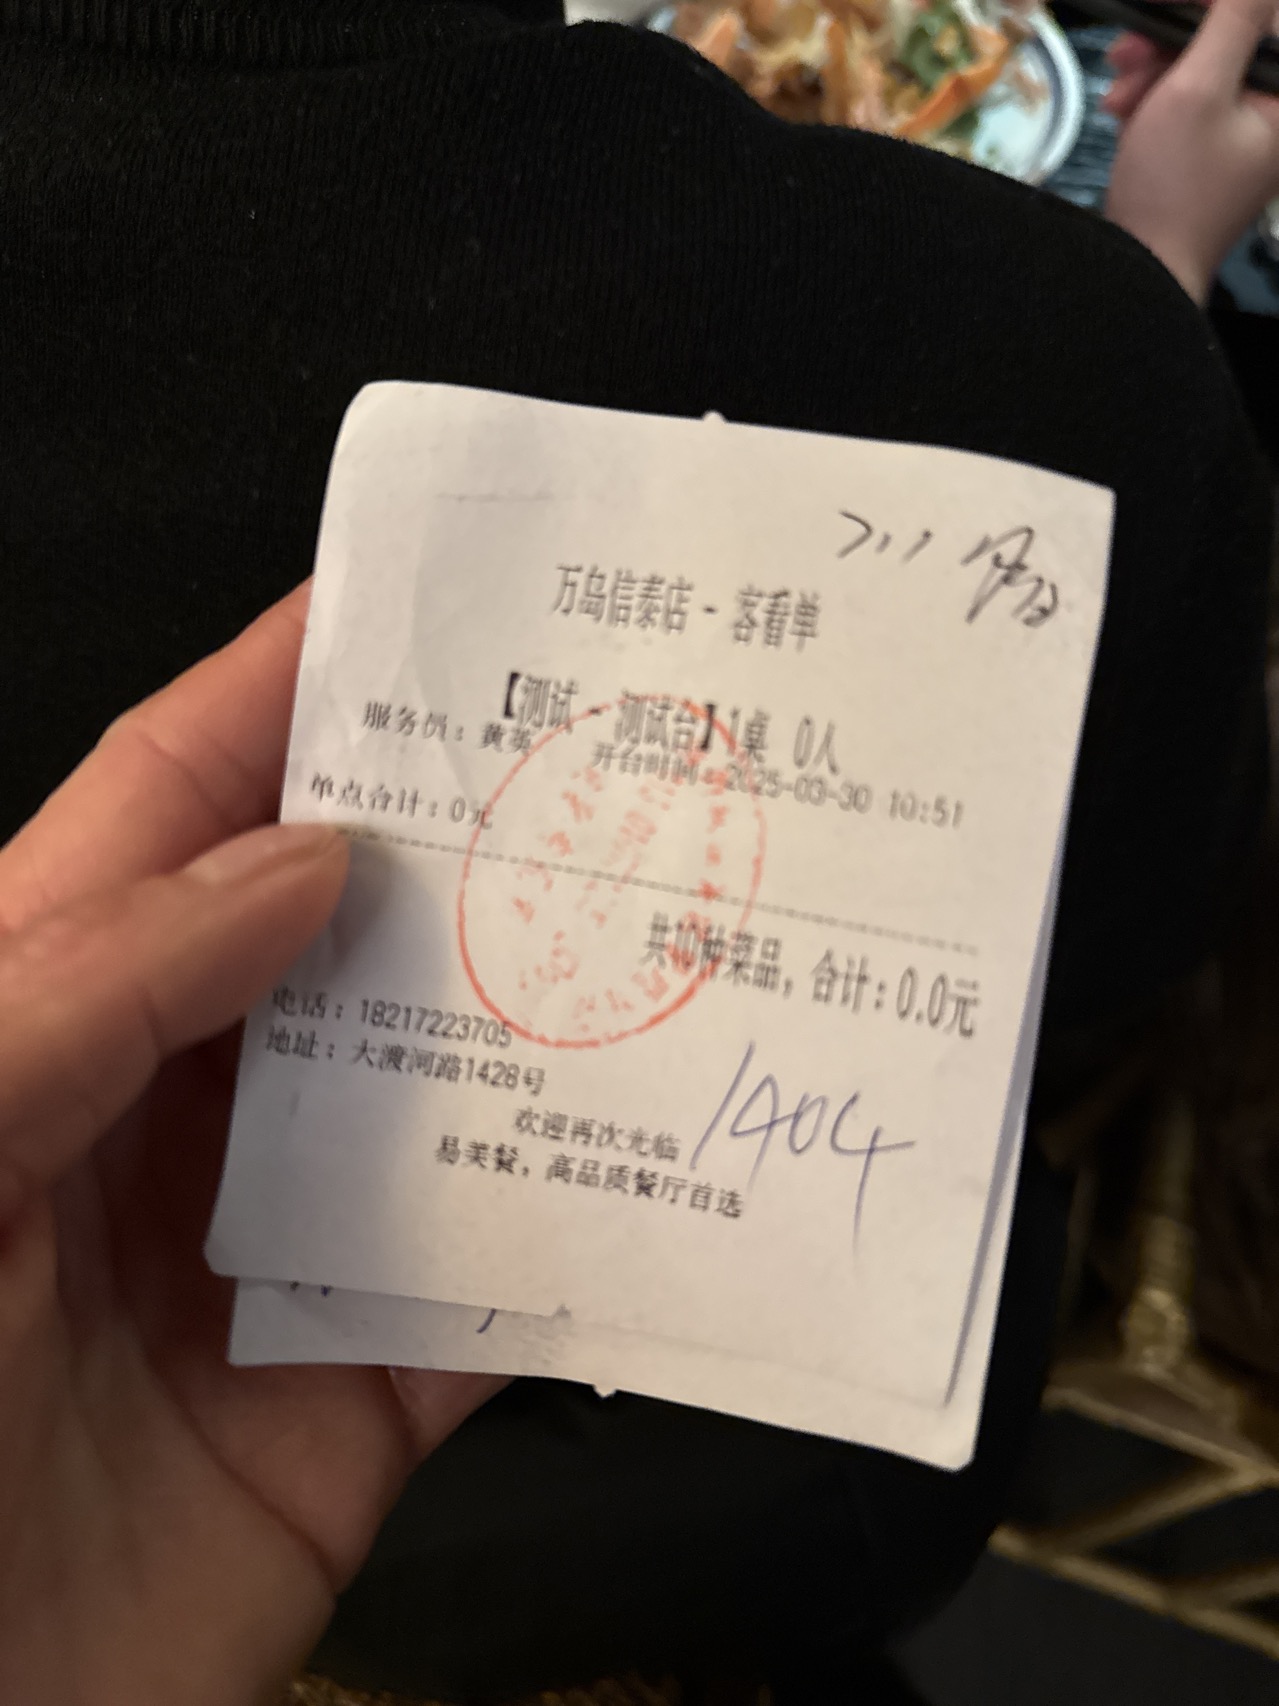 万岛信泰店 - 客看单
【测试 - 测试台】1桌 0人
服务员：黄英 开台时间：2025-03-30 10:51
单点合计：0元
共10种菜品，合计：0.0元
电话：18217223705
地址：大渡河路1428号
1404
欢迎再次光临
易美餐，高品质餐厅首选